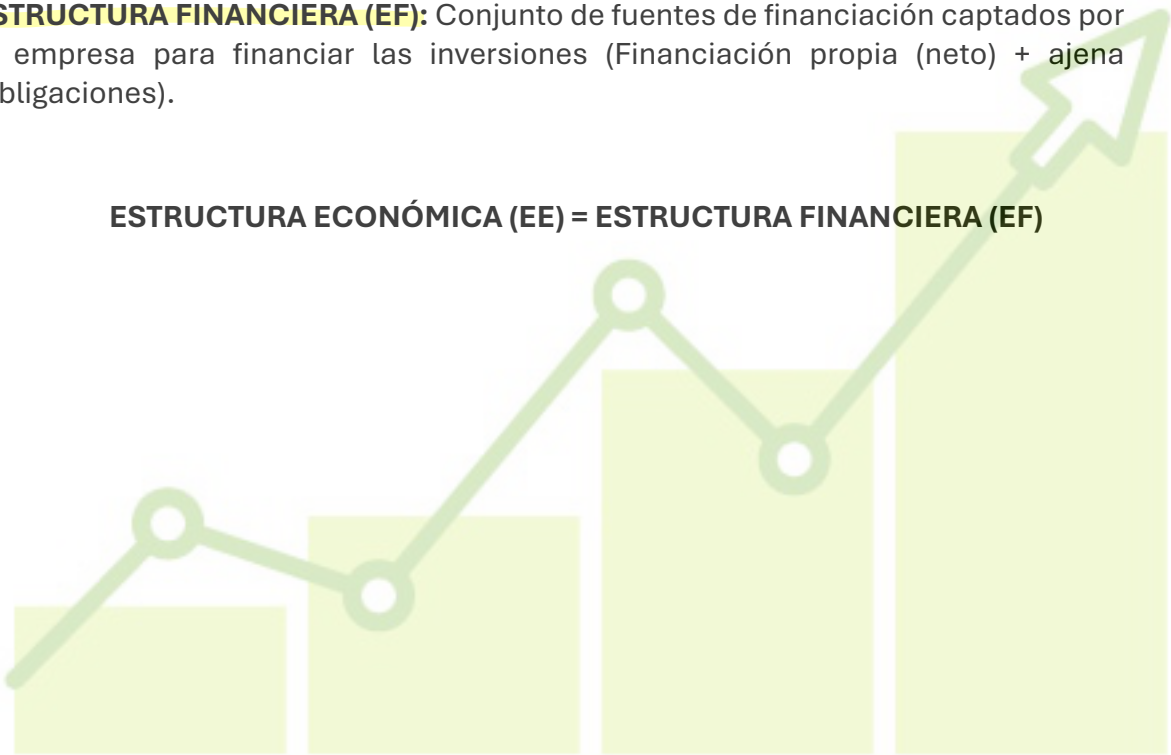 STRUCTURA FINANCIERA (EF): Conjunto de fuentes de financiación captados por
empresa para financiar las inversiones (Financiación propia (neto) + ajena
bligaciones).
ESTRUCTURA ECONÓMICA (EE) = ESTRUCTURA FINANCIERA (EF)